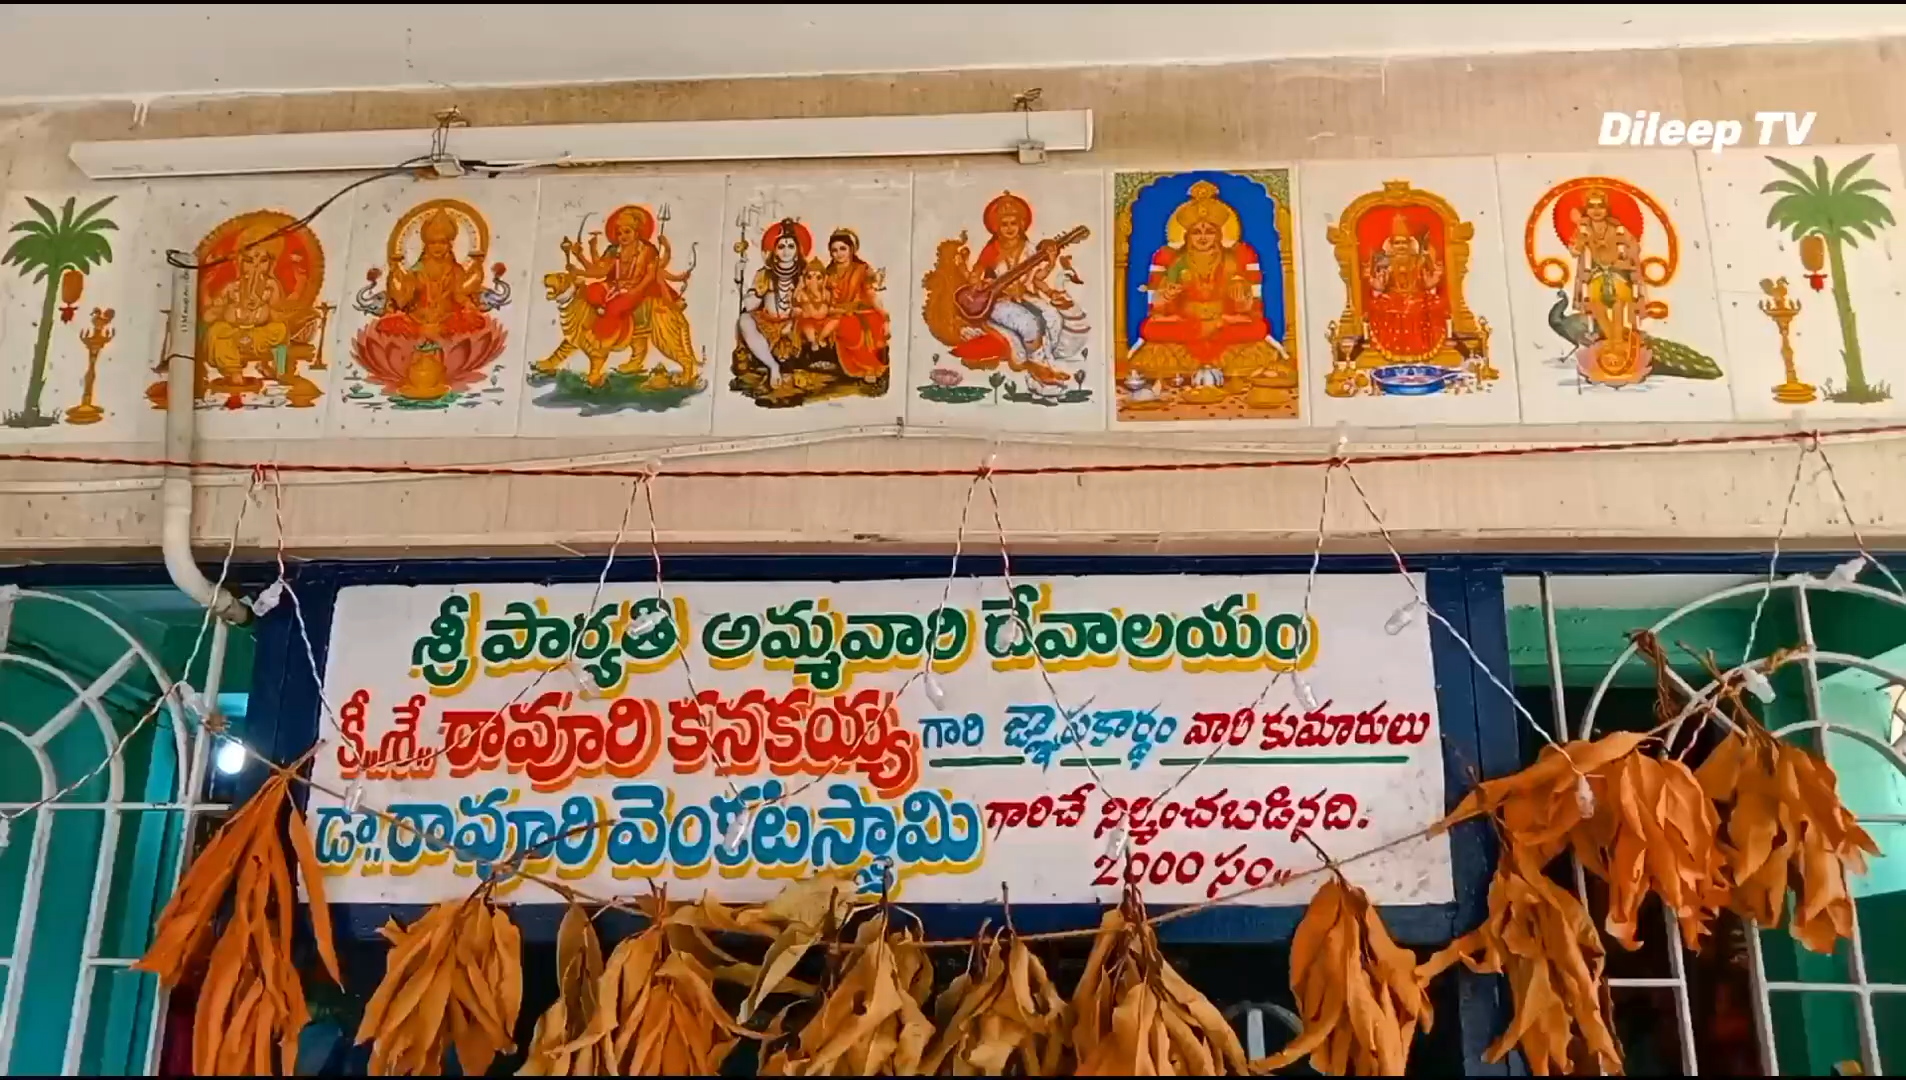 Dileep TV
శ్రీ పార్వతి అమ్మవారి దేవాలయం
కీ..శే.. రావూరి కనకయ్య గారి జ్ఞాపకార్థం వారి కుమారులు
డా.. రావూరి వెంకటస్వామి గారిచే నిర్మించబడినది.
2000 సం..